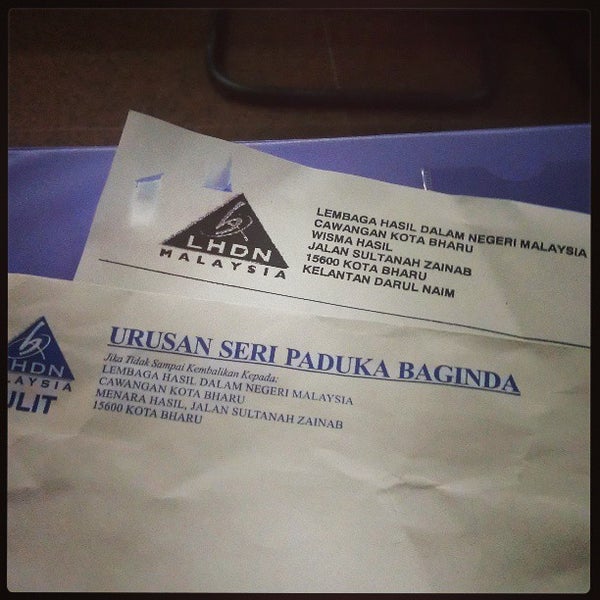 LHDN
MALAYSIA
LEMBAGA HASIL DALAM NEGERI MALAYSIA
CAWANGAN KOTA BHARU
WISMA HASIL
JALAN SULTANAH ZAINAB
15600 KOTA BHARU
KELANTAN DARUL NAIM
LHDN
MALAYSIA
ULIT
URUSAN SERI PADUKA BAGINDA
Jika Tidak Sampai Kembalikan Kepada:
LEMBAGA HASIL DALAM NEGERI MALAYSIA
CAWANGAN KOTA BHARU
MENARA HASIL, JALAN SULTANAH ZAINAB
15600 KOTA BHARU